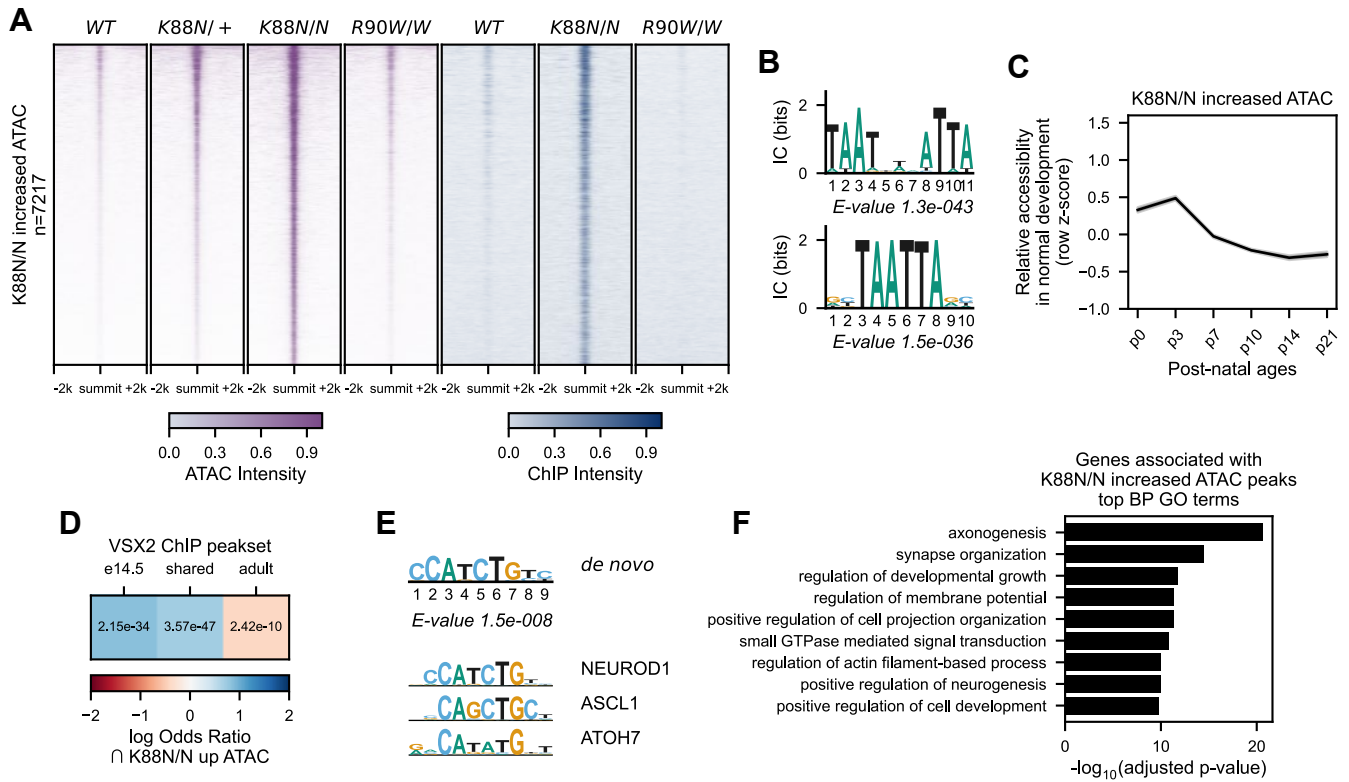 A
WT K88N/+ K88N/N R90W/W WT K88N/N R90W/W
K88N/N increased ATAC
n=7217
-2k summit +2k -2k summit +2k -2k summit +2k -2k summit +2k -2k summit +2k -2k summit +2k -2k summit +2k
0.0 0.3 0.6 0.9
ATAC Intensity
0.0 0.3 0.6 0.9
ChIP Intensity
B
IC (bits)
2
0
1 2 3 4 5 6 7 8 9 10 11
E-value 1.3e-043
IC (bits)
2
0
1 2 3 4 5 6 7 8 9 10
E-value 1.5e-036
C
K88N/N increased ATAC
Relative accessiblity
in normal development
(row z-score)
1.5
1.0
0.5
0.0
−0.5
−1.0
p0 p3 p7 p10 p14 p21
Post-natal ages
D
VSX2 ChIP peakset
e14.5 shared adult
2.15e-34 3.57e-47 2.42e-10
−2 −1 0 1 2
log Odds Ratio
∩ K88N/N up ATAC
E
CCATCTGTC
de novo
1 2 3 4 5 6 7 8 9
E-value 1.5e-008
NEUROD1
ASCL1
ATOH7
F
Genes associated with
K88N/N increased ATAC peaks
top BP GO terms
axonogenesis
synapse organization
regulation of developmental growth
regulation of membrane potential
positive regulation of cell projection organization
small GTPase mediated signal transduction
regulation of actin filament-based process
positive regulation of neurogenesis
positive regulation of cell development
0 10 20
-log10(adjusted p-value)